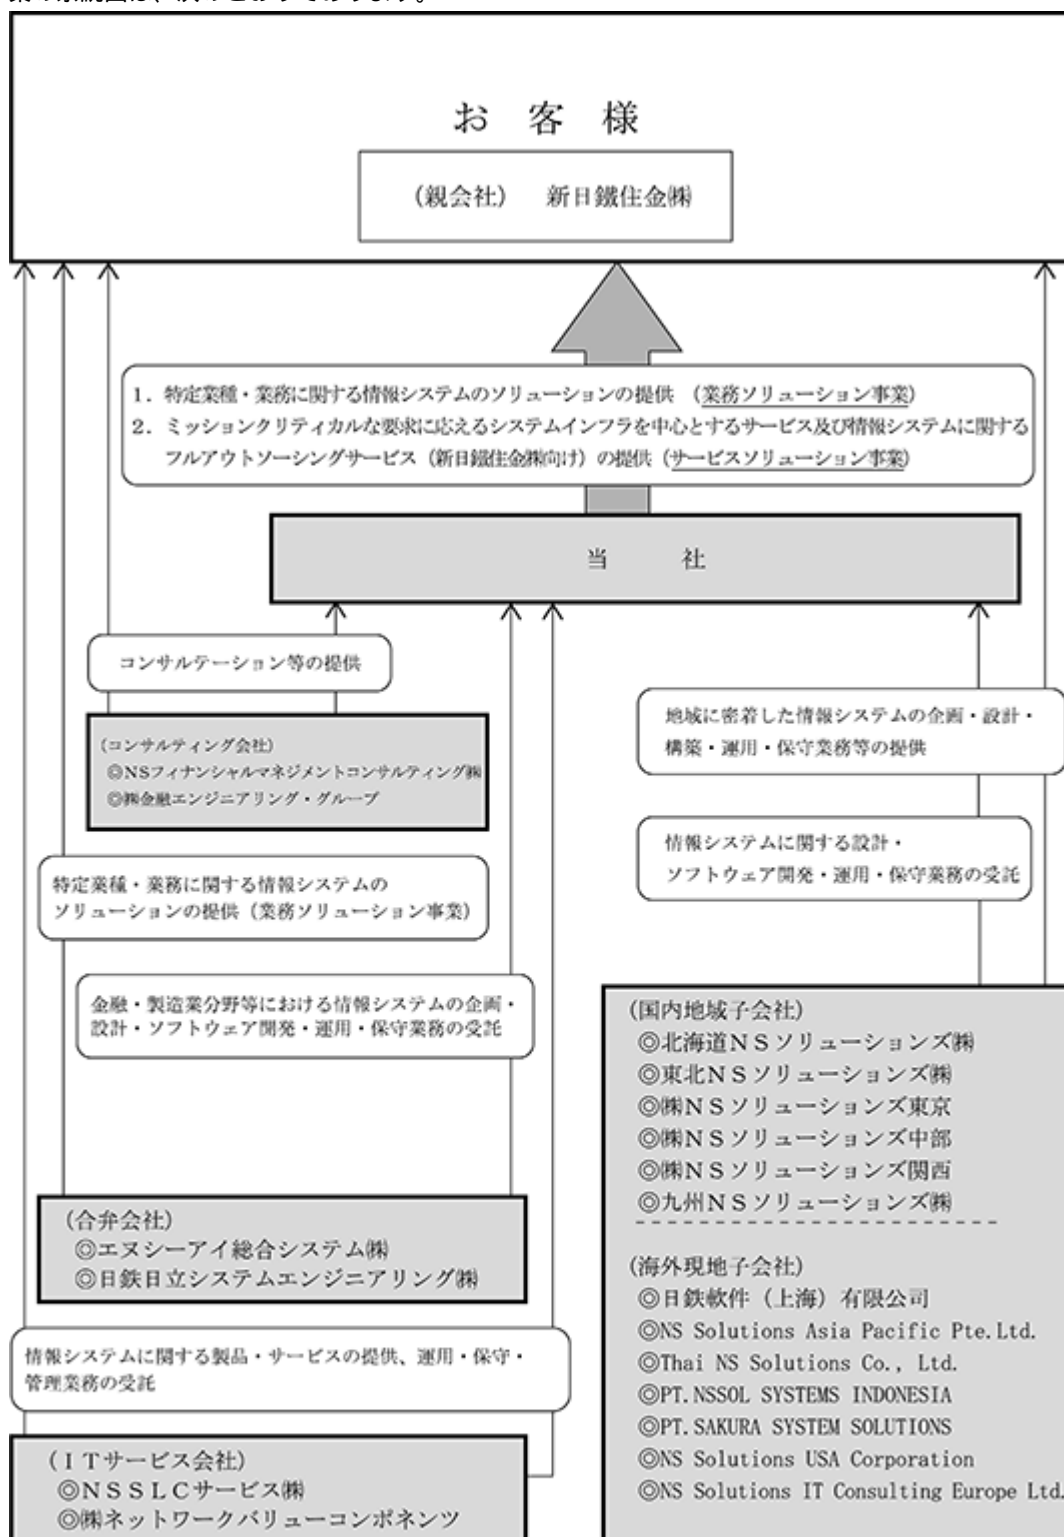 お 客 様
(親会社) 新日鐵住金㈱
1．特定業種・業務に関する情報システムのソリューションの提供 (業務ソリューション事業)
2．ミッションクリティカルな要求に応えるシステムインフラを中心とするサービス及び情報システムに関する
フルアウトソーシングサービス (新日鐵住金㈱向け) の提供 (サービスソリューション事業)
当 社
コンサルテーション等の提供
(コンサルティング会社)
◎NSフィナンシャルマネジメントコンサルティング㈱
◎㈱金融エンジニアリング・グループ
地域に密着した情報システムの企画・設計・
構築・運用・保守業務等の提供
情報システムに関する設計・
ソフトウェア開発・運用・保守業務の受託
特定業種・業務に関する情報システムの
ソリューションの提供 (業務ソリューション事業)
金融・製造業分野等における情報システムの企画・
設計・ソフトウェア開発・運用・保守業務の受託
(合弁会社)
◎エヌシーアイ総合システム㈱
◎日鉄日立システムエンジニアリング㈱
情報システムに関する製品・サービスの提供、運用・保守・
管理業務の受託
(ＩＴサービス会社)
◎ＮＳＳＬＣサービス㈱
◎㈱ネットワークバリューコンポネンツ
(国内地域子会社)
◎北海道ＮＳソリューションズ㈱
◎東北ＮＳソリューションズ㈱
◎㈱ＮＳソリューションズ東京
◎㈱ＮＳソリューションズ中部
◎㈱ＮＳソリューションズ関西
◎九州ＮＳソリューションズ㈱
(海外現地子会社)
◎日鉄軟件 (上海) 有限公司
◎NS Solutions Asia Pacific Pte.Ltd.
◎Thai NS Solutions Co., Ltd.
◎PT.NSSOL SYSTEMS INDONESIA
◎PT.SAKURA SYSTEM SOLUTIONS
◎NS Solutions USA Corporation
◎NS Solutions IT Consulting Europe Ltd.